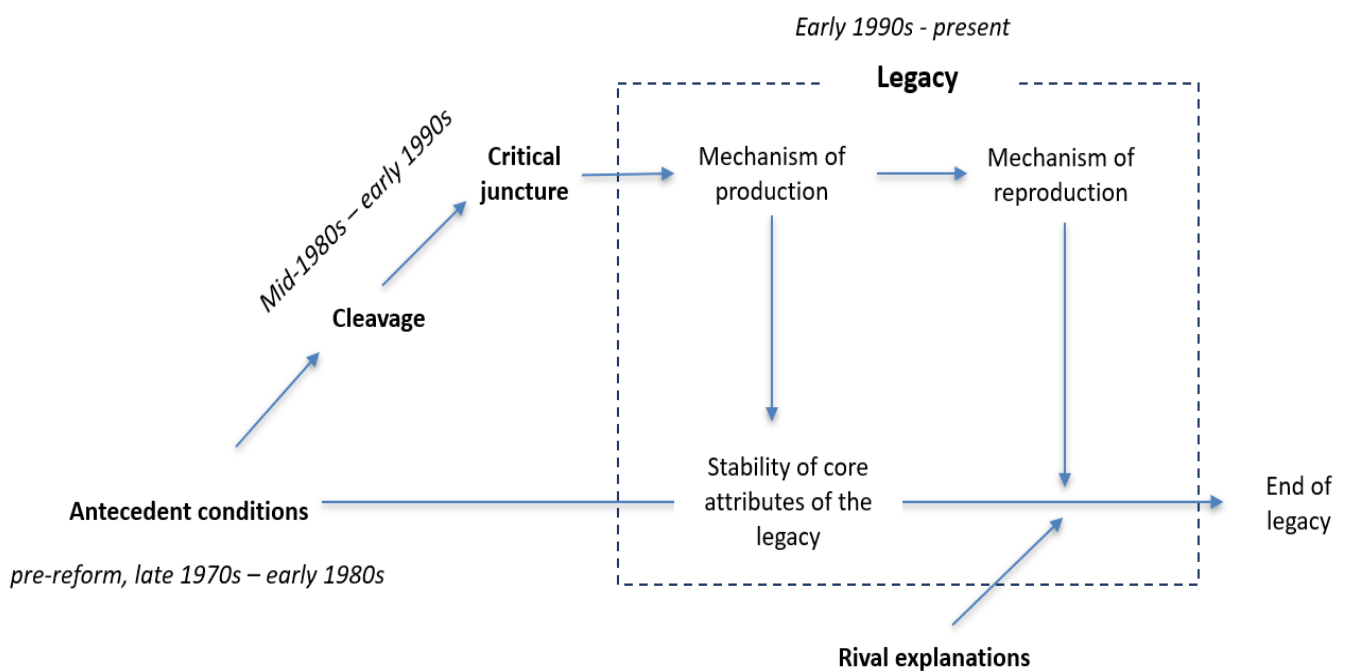 Early 1990s - present
Legacy
Mid-1980s – early 1990s
Critical
juncture
Mechanism of
production
Mechanism of
reproduction
Cleavage
Stability of core
attributes of the
legacy
Antecedent conditions
End of
legacy
pre-reform, late 1970s – early 1980s
Rival explanations